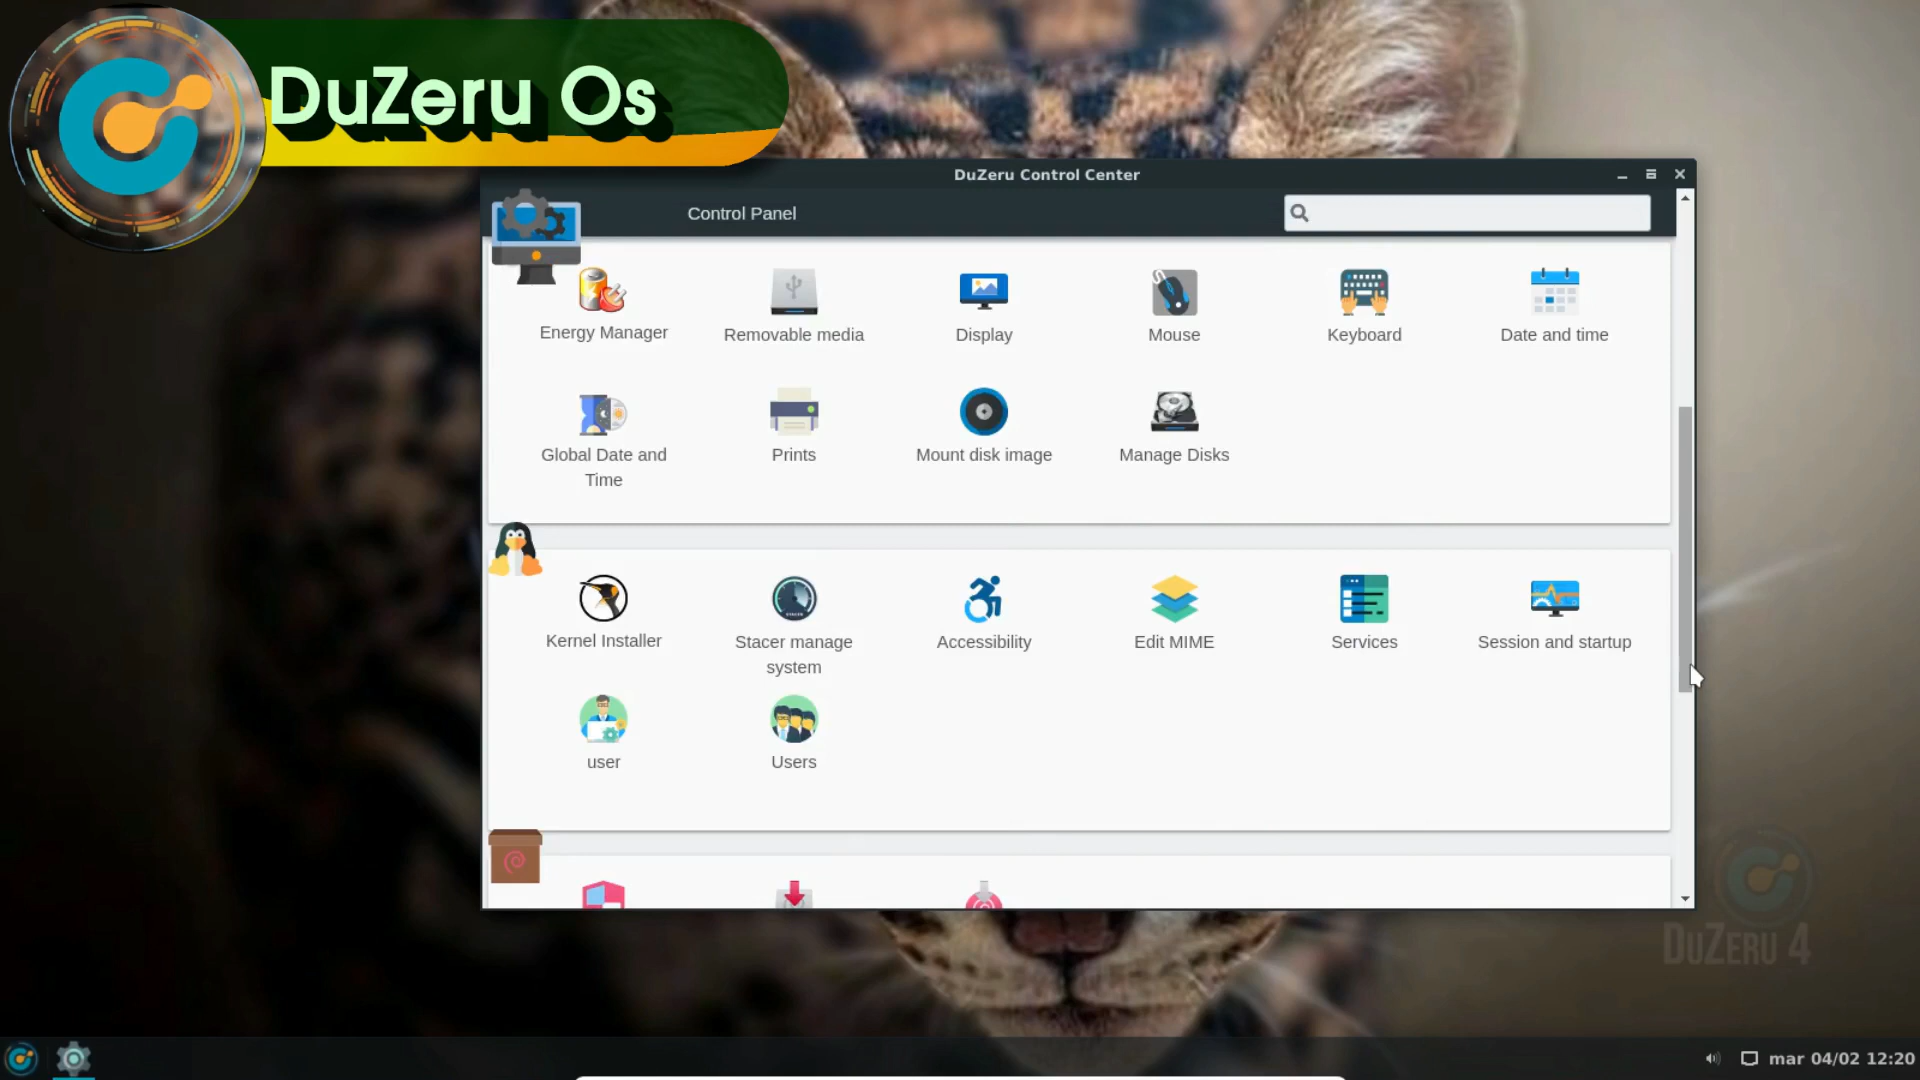 DuZeru Os
DuZeru Control Center
Control Panel
Energy Manager
Removable media
Display
Mouse
Keyboard
Date and time
Global Date and
Time
Prints
Mount disk image
Manage Disks
Kernel Installer
Stacer manage
system
Accessibility
Edit MIME
Services
Session and startup
user
Users
DuZeru 4
mar 04/02 12:20